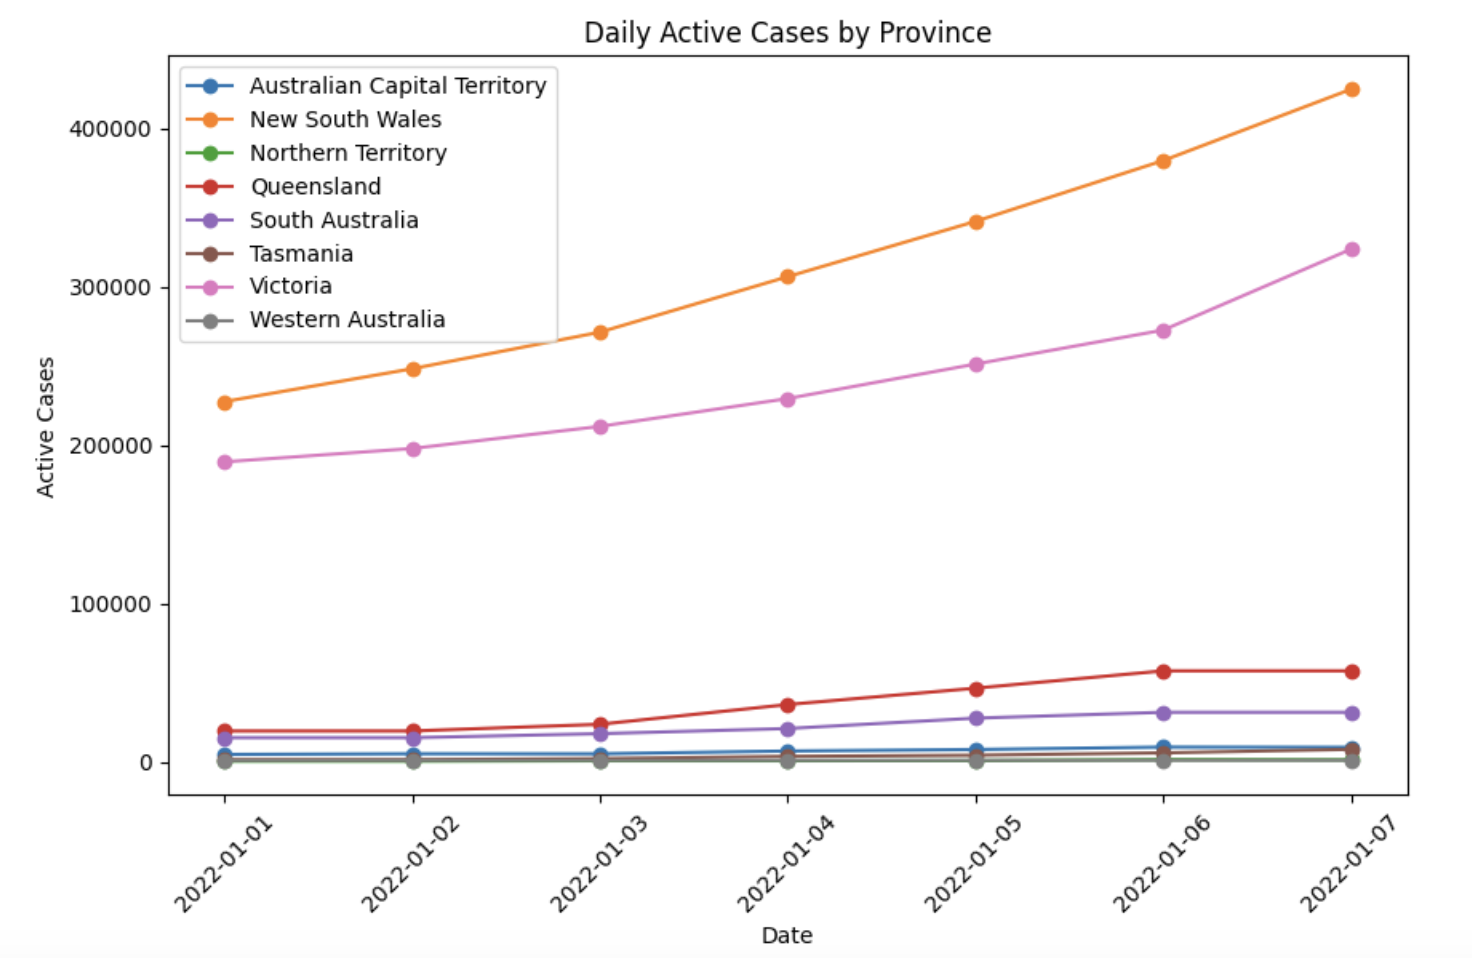 Daily Active Cases by Province
Australian Capital Territory
New South Wales
Northern Territory
Queensland
South Australia
Tasmania
Victoria
Western Australia
400000
300000
200000
100000
0
Active Cases
2022-01-01
2022-01-02
2022-01-03
2022-01-04
2022-01-05
2022-01-06
2022-01-07
Date